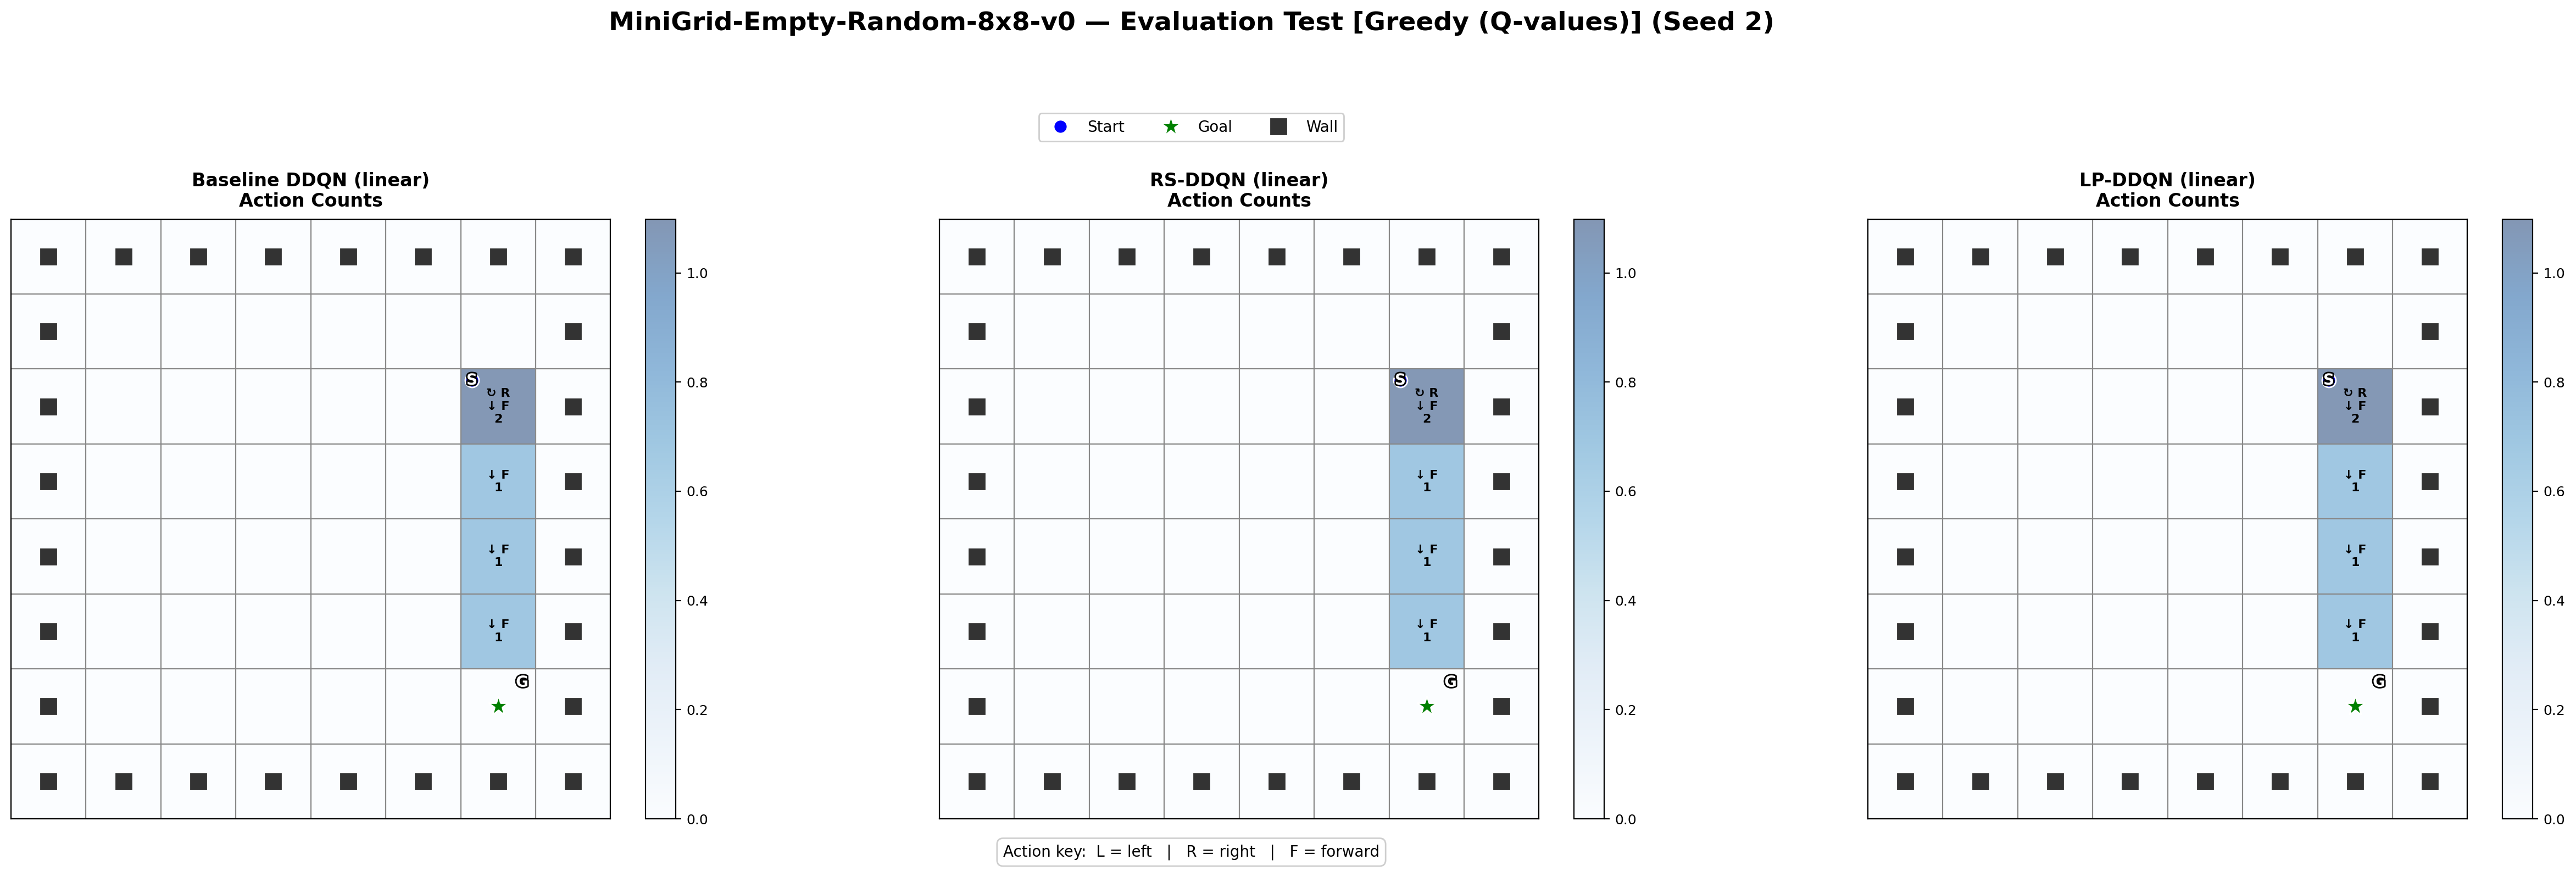 MiniGrid-Empty-Random-8x8-v0 — Evaluation Test [Greedy (Q-values)] (Seed 2)
Start Goal Wall
Baseline DDQN (linear)
Action Counts
S
↻ R
↓ F
2
↓ F
1
↓ F
1
↓ F
1
G
1.0
0.8
0.6
0.4
0.2
0.0
RS-DDQN (linear)
Action Counts
S
↻ R
↓ F
2
↓ F
1
↓ F
1
↓ F
1
G
1.0
0.8
0.6
0.4
0.2
0.0
LP-DDQN (linear)
Action Counts
S
↻ R
↓ F
2
↓ F
1
↓ F
1
↓ F
1
G
1.0
0.8
0.6
0.4
0.2
0.0
Action key: L = left | R = right | F = forward